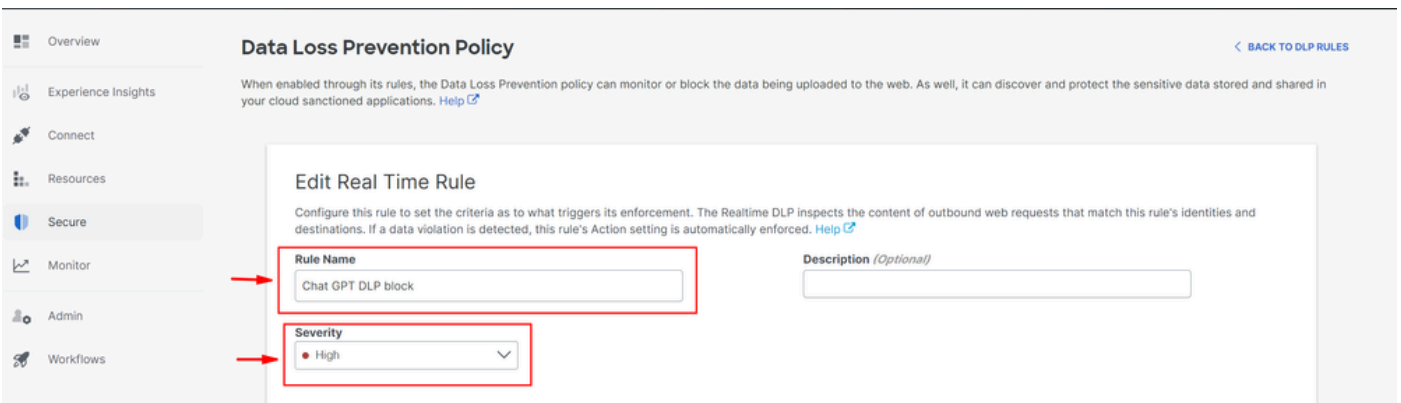 Overview
Experience Insights
Connect
Resources
Secure
Monitor
Admin
Workflows
Data Loss Prevention Policy
BACK TO DLP RULES
When enabled through its rules, the Data Loss Prevention policy can monitor or block the data being uploaded to the web. As well, it can discover and protect the sensitive data stored and shared in
your cloud sanctioned applications. Help
Edit Real Time Rule
Configure this rule to set the criteria as to what triggers its enforcement. The Realtime DLP inspects the content of outbound web requests that match this rule's identities and
destinations. If a data violation is detected, this rule's Action setting is automatically enforced. Help
Rule Name
Chat GPT DLP block
Description (Optional)
Severity
High